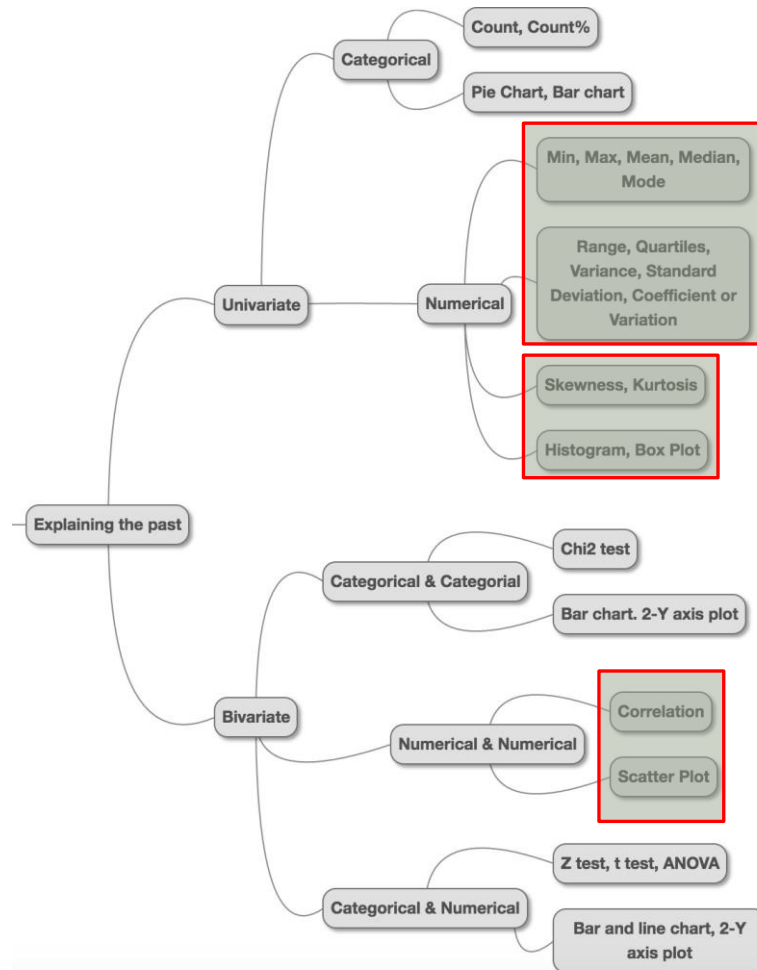 Count, Count%
Categorical
Pie Chart, Bar chart
Min, Max, Mean, Median,
Mode
Range, Quartiles,
Variance, Standard
Deviation, Coefficient or
Variation
Univariate
Numerical
Skewness, Kurtosis
Histogram, Box Plot
Explaining the past
Chi2 test
Categorical & Categorial
Bar chart. 2-Y axis plot
Bivariate
Correlation
Numerical & Numerical
Scatter Plot
Z test, t test, ANOVA
Categorical & Numerical
Bar and line chart, 2-Y
axis plot